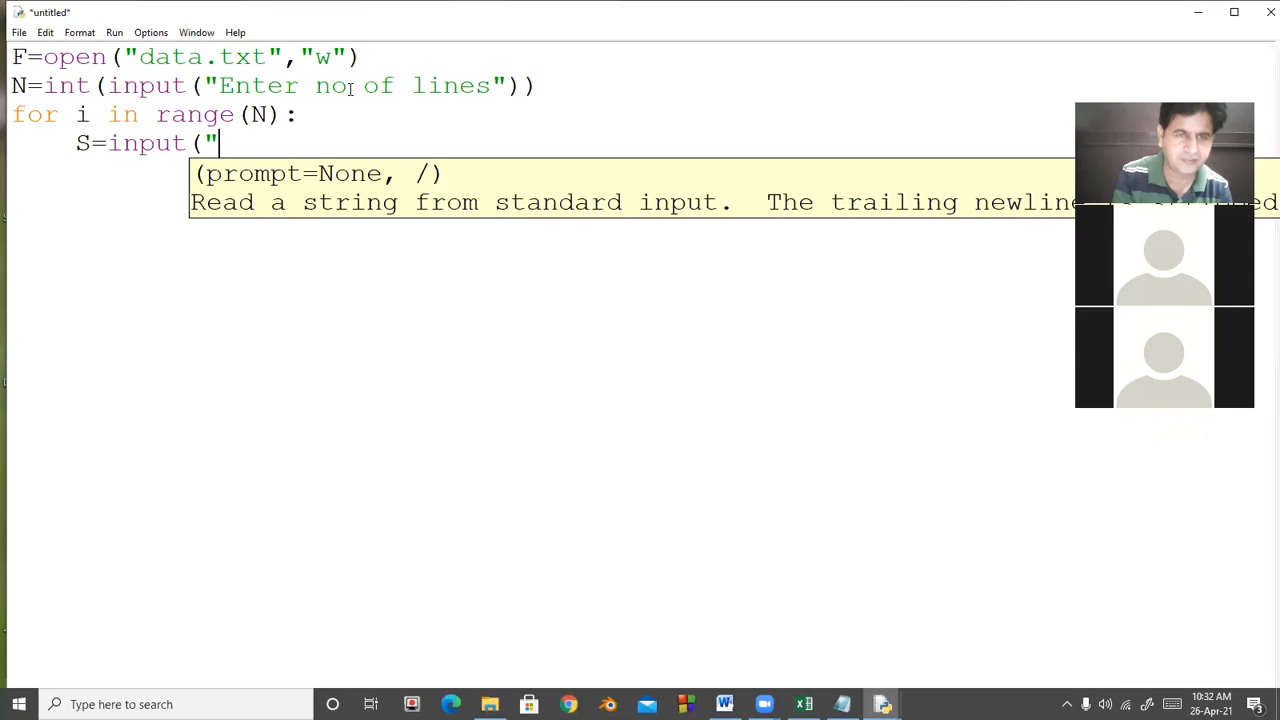 *untitled*
File Edit Format Run Options Window Help
F=open("data.txt","w")
N=int(input("Enter no of lines"))
for i in range(N):
    S=input("
(prompt=None, /)
Read a string from standard input.  The trailing newline
Type here to search
10:32 AM
26-Apr-21
3